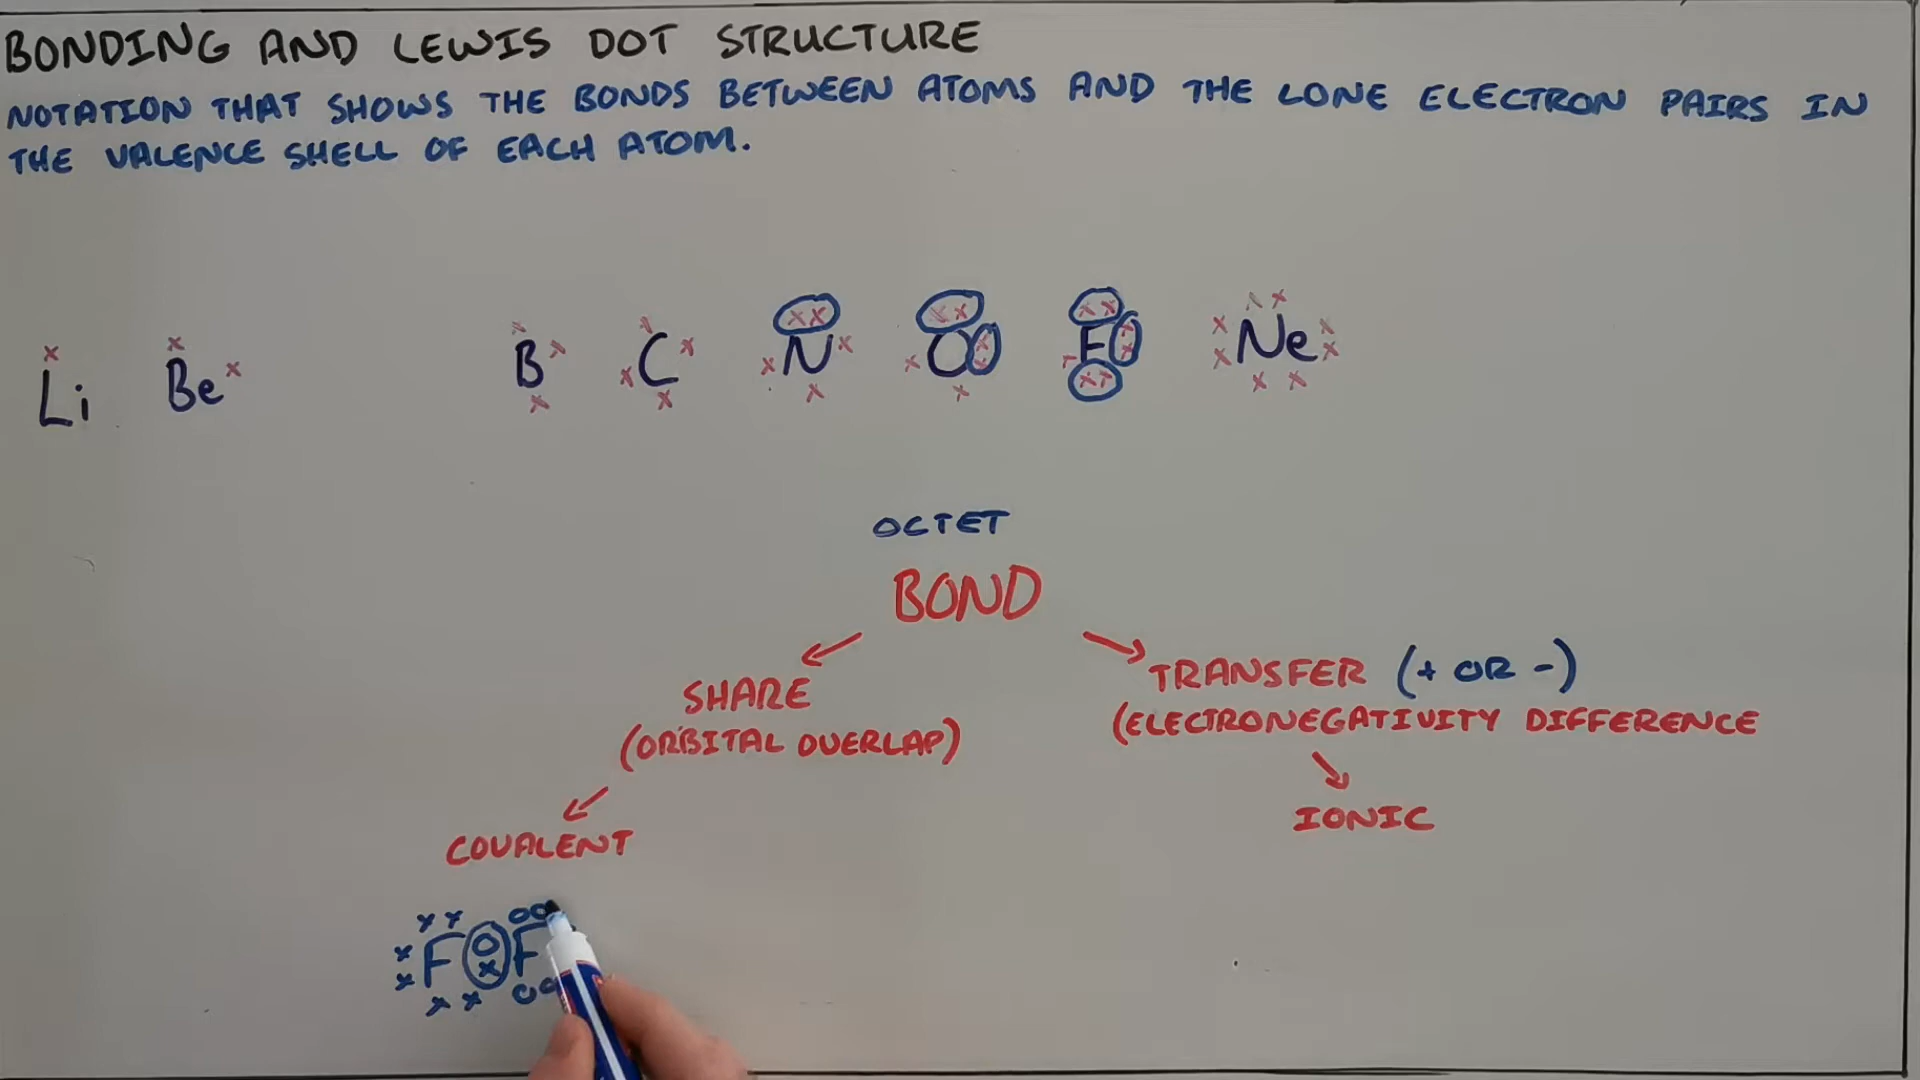 BONDING AND LEWIS DOT STRUCTURE
NOTATION THAT SHOWS THE BONDS BETWEEN ATOMS AND THE LONE ELECTRON PAIRS IN
THE VALENCE SHELL OF EACH ATOM.
Li Be B C N O F Ne
OCTET
BOND
SHARE
(ORBITAL OVERLAP)
TRANSFER (+ OR -)
(ELECTRONEGATIVITY DIFFERENCE
COVALENT
IONIC
F F